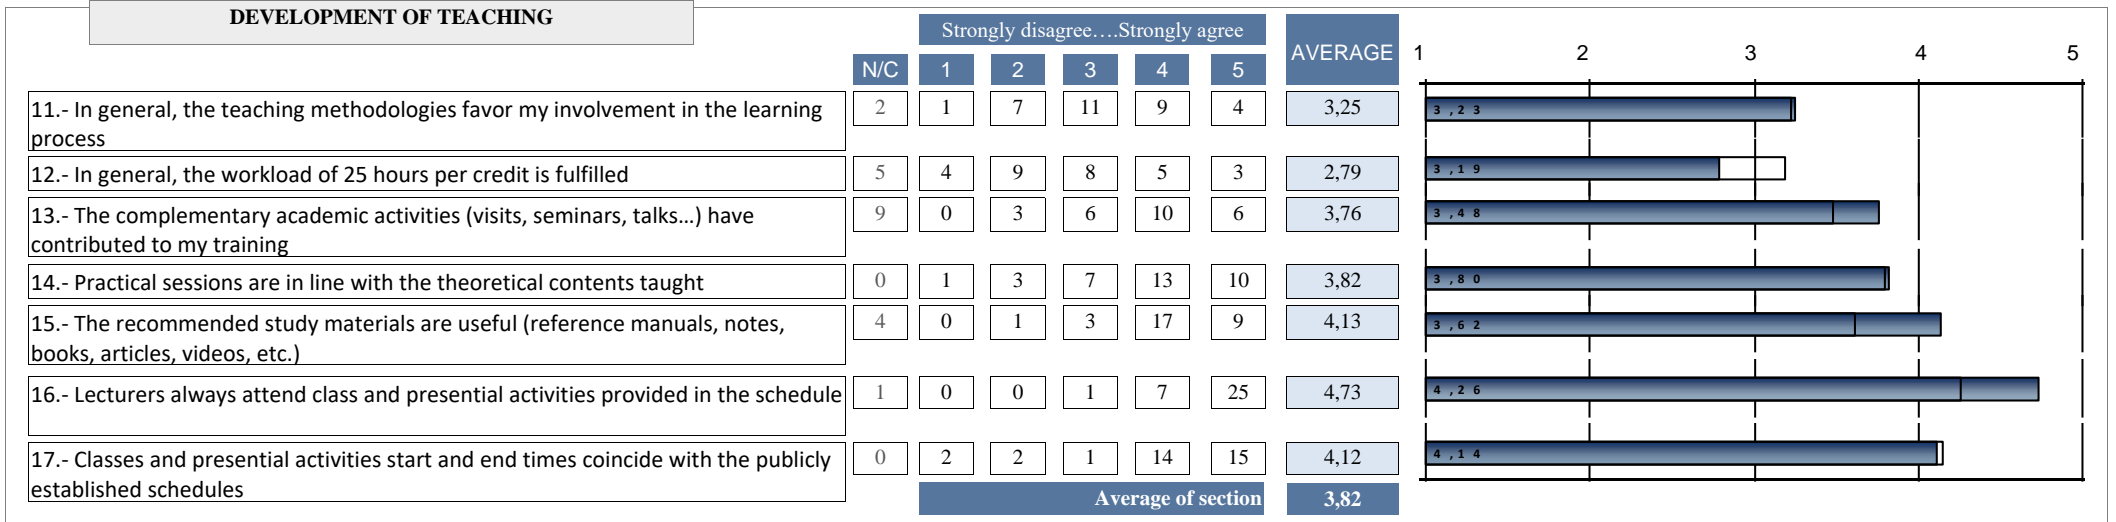 DEVELOPMENT OF TEACHING
Strongly disagree….Strongly agree
AVERAGE
1 2 3 4 5
N/C 1 2 3 4 5
11.- In general, the teaching methodologies favor my involvement in the learning
process
2 1 7 11 9 4 3,25 3,23
12.- In general, the workload of 25 hours per credit is fulfilled
5 4 9 8 5 3 2,79 3,19
13.- The complementary academic activities (visits, seminars, talks…) have
contributed to my training
9 0 3 6 10 6 3,76 3,48
14.- Practical sessions are in line with the theoretical contents taught
0 1 3 7 13 10 3,82 3,80
15.- The recommended study materials are useful (reference manuals, notes,
books, articles, videos, etc.)
4 0 1 3 17 9 4,13 3,62
16.- Lecturers always attend class and presential activities provided in the schedule
1 0 0 1 7 25 4,73 4,26
17.- Classes and presential activities start and end times coincide with the publicly
established schedules
0 2 2 1 14 15 4,12 4,14
Average of section 3,82